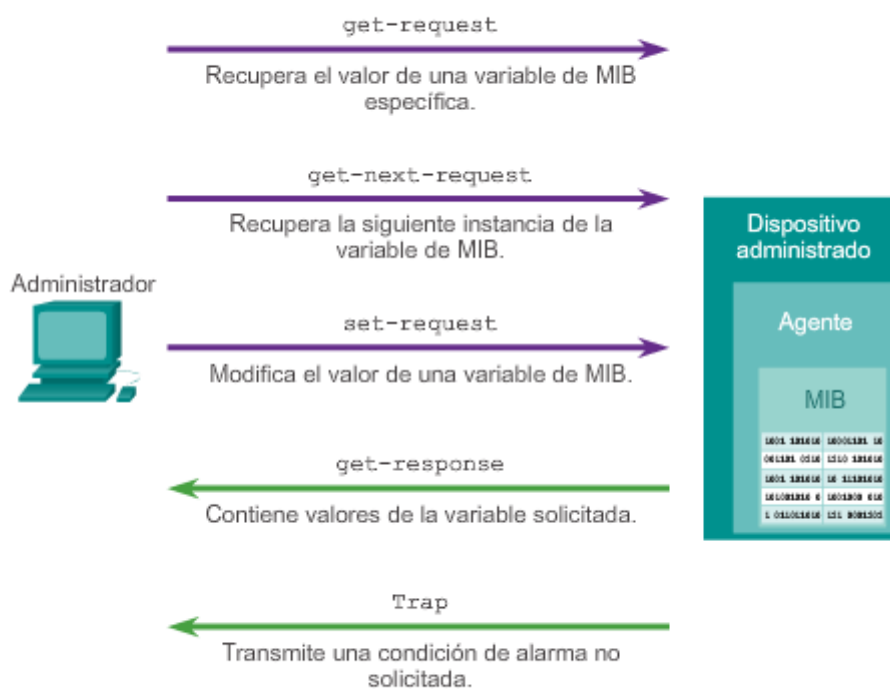 get-request
Recupera el valor de una variable de MIB
específica.
get-next-request
Recupera la siguiente instancia de la
variable de MIB.
Administrador
set-request
Modifica el valor de una variable de MIB.
get-response
Contiene valores de la variable solicitada.
Trap
Transmite una condición de alarma no
solicitada.
Dispositivo
administrado
Agente
MIB